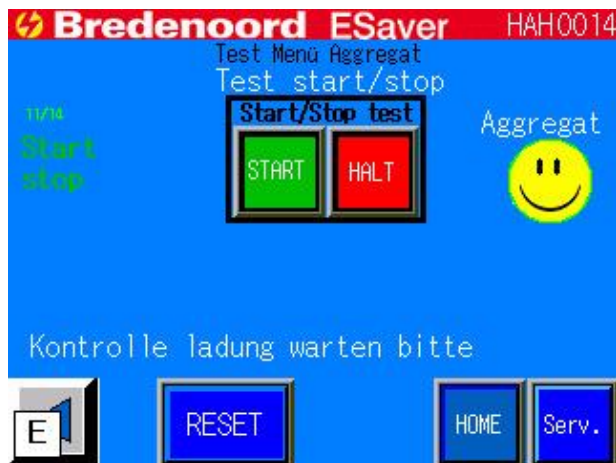 Bredenoord ESaver HAH0014
Test Menü Aggregat
Test start/stop
11/14
Start/Stop test
Aggregat
Start
stop
START HALT
Kontrolle ladung warten bitte
E RESET HOME Serv.